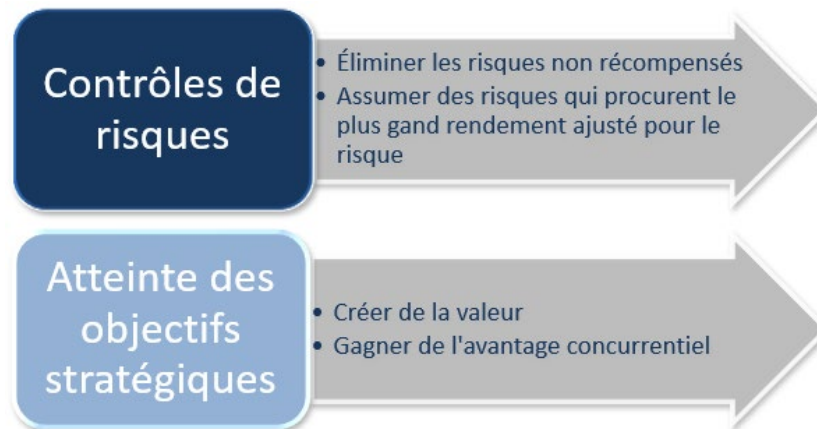 Contrôles de
risques
• Éliminer les risques non récompensés
• Assumer des risques qui procurent le
plus gand rendement ajusté pour le
risque
Atteinte des
objectifs
stratégiques
• Créer de la valeur
• Gagner de l'avantage concurrentiel